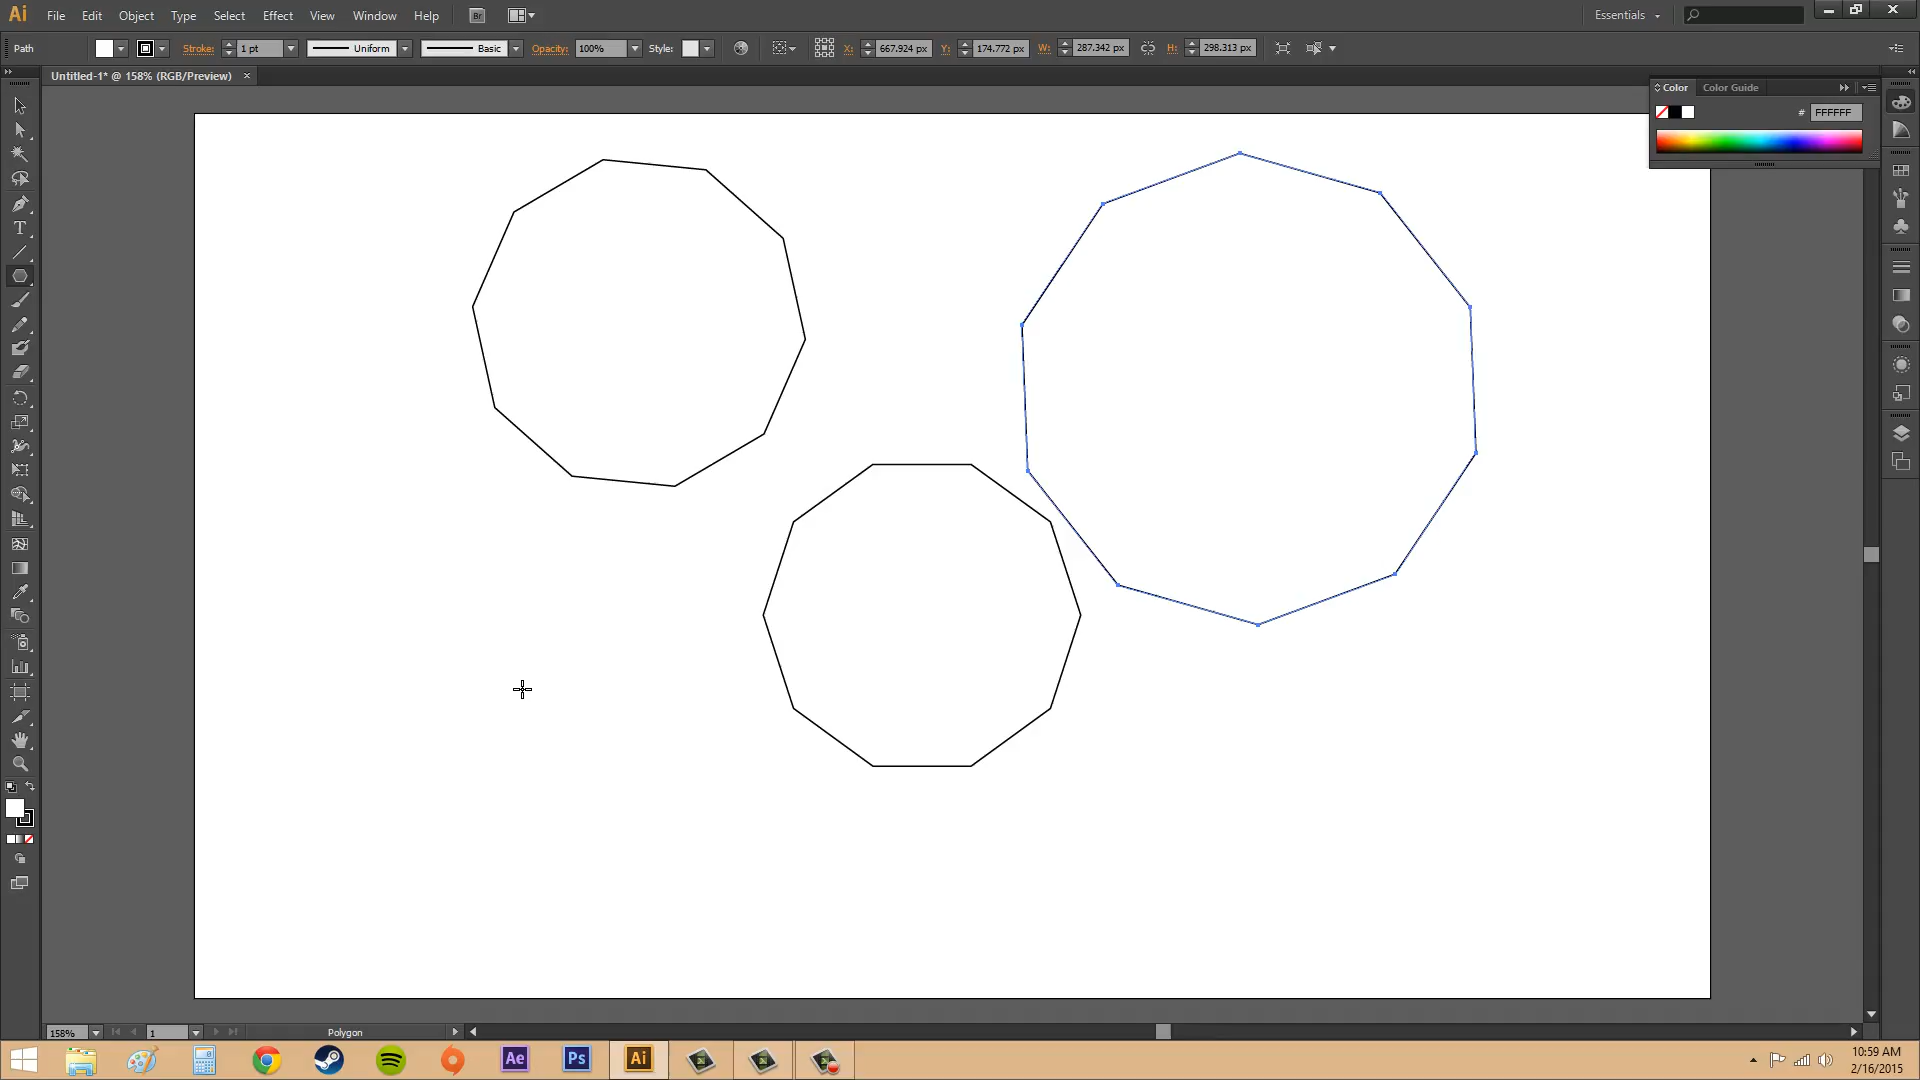 Ai File Edit Object Type Select Effect View Window Help Br Essentials
Path Stroke: 1 pt Uniform Basic Opacity: 100% Style: X: 667.924 px Y: 174.772 px W: 287.342 px H: 298.313 px
Untitled-1* @ 158% (RGB/Preview) ×
Color Color Guide
# FFFFFF
T
158% 1 Polygon
Ae Ps Ai
10:59 AM
2/16/2015